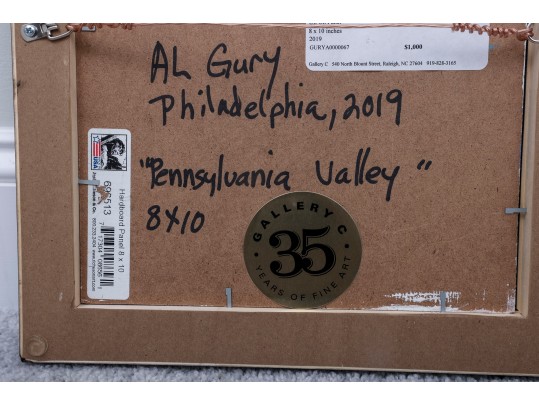 8 x 10 inches
2019
GURYA0000067 $1,000
Gallery C 540 North Blount Street, Raleigh, NC 27604 919-828-3165
AL Gury
Philadelphia, 2019
"Pennsylvania Valley"
8X10
USA
609513
Hardboard Panel 8 x 10
GALLERY C
35
YEARS OF FINE ART